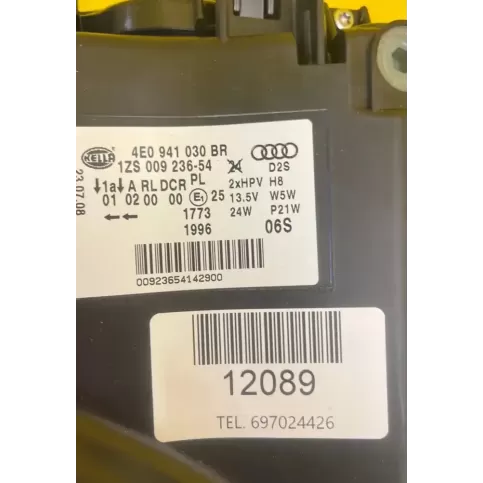 HELLA
4E0 941 030 BR
1ZS 009 236-54
24
D2S
23.07.08
1a A RL DCR PL
2xHPV H8
01 02 00 00 E1 25
13.5V W5W
1773
24W P21W
1996
06S
00923654142900
12089
TEL. 697024426